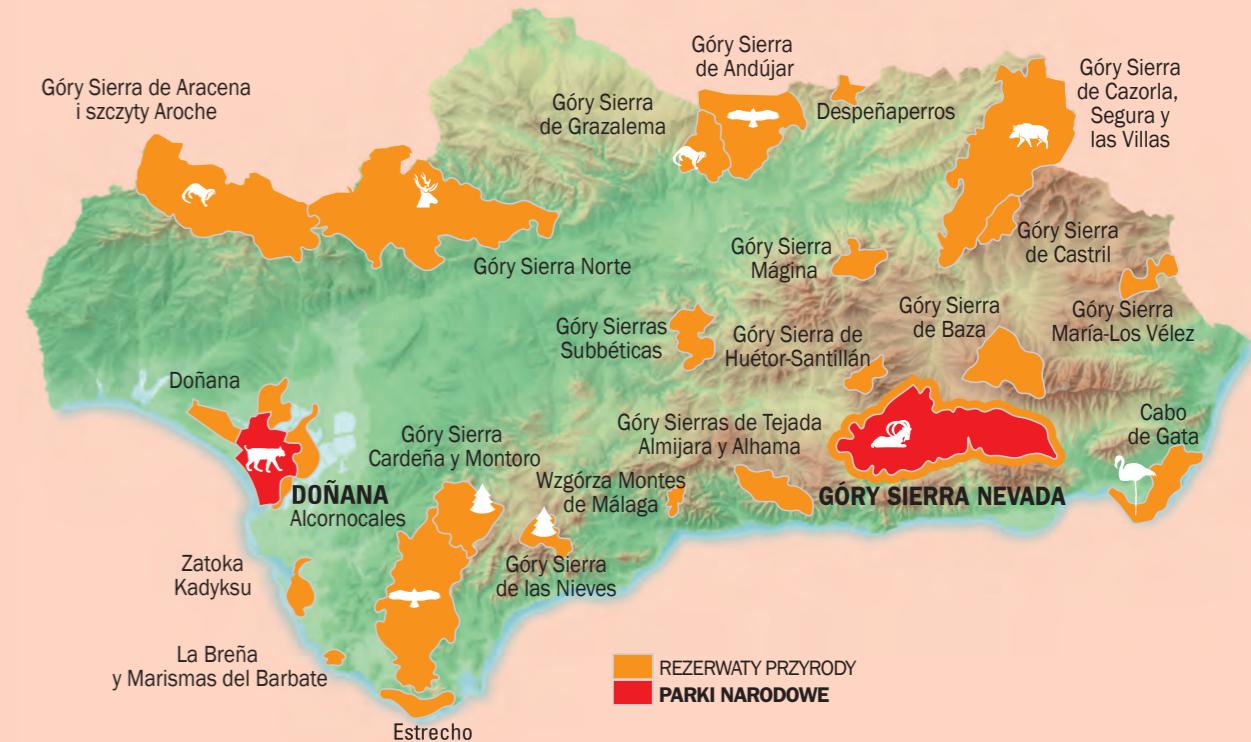 Góry Sierra de Aracena
i szczyty Aroche
Góry Sierra
de Grazalema
Góry Sierra
de Andújar
Despeñaperros
Góry Sierra
de Cazorla,
Segura y
las Villas
Góry Sierra Norte
Góry Sierra
Mágina
Góry Sierra
de Castril
Góry Sierras
Subbéticas
Góry Sierra de
Huétor-Santillán
Góry Sierra
de Baza
Góry Sierra
María-Los Vélez
Doñana
Góry Sierra
Cardeña y Montoro
Góry Sierras de Tejada
Almijara y Alhama
Cabo
de Gata
Wzgórza Montes
de Málaga
DOÑANA
Alcornocales
GÓRY SIERRA NEVADA
Zatoka
Kadyksu
Góry Sierra
de las Nieves
La Breña
y Marismas del Barbate
Estrecho
REZERWATY PRZYRODY
PARKI NARODOWE